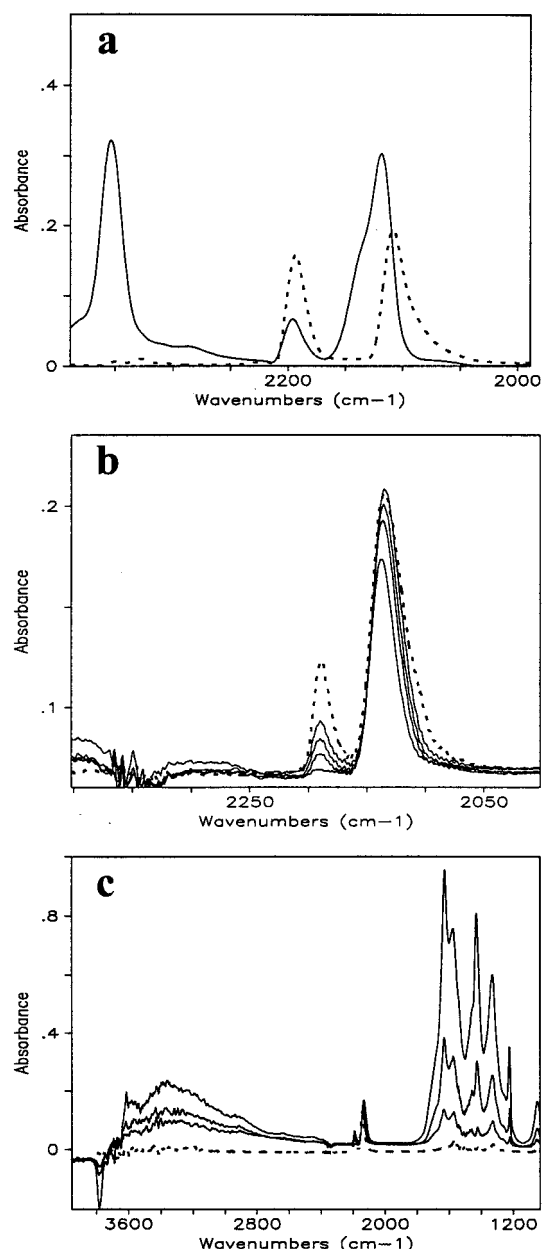 a
.4
.2
0
Absorbance
2200
2000
Wavenumbers (cm-1)
b
.2
.1
Absorbance
2250
2050
Wavenumbers (cm-1)
c
.8
.4
0
Absorbance
3600
2800
2000
1200
Wavenumbers (cm-1)